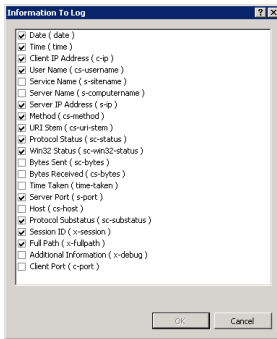 Information To Log
Date ( date )
Time ( time )
Client IP Address ( c-ip )
User Name ( cs-username )
Service Name ( s-sitename )
Server Name ( s-computername )
Server IP Address ( s-ip )
Method ( cs-method )
URI Stem ( cs-uri-stem )
Protocol Status ( sc-status )
Win32 Status ( sc-win32-status )
Bytes Sent ( sc-bytes )
Bytes Received ( cs-bytes )
Time Taken ( time-taken )
Server Port ( s-port )
Host ( cs-host )
Protocol Substatus ( sc-substatus )
Session ID ( x-session )
Full Path ( x-fullpath )
Additional Information ( x-debug )
Client Port ( c-port )
OK Cancel